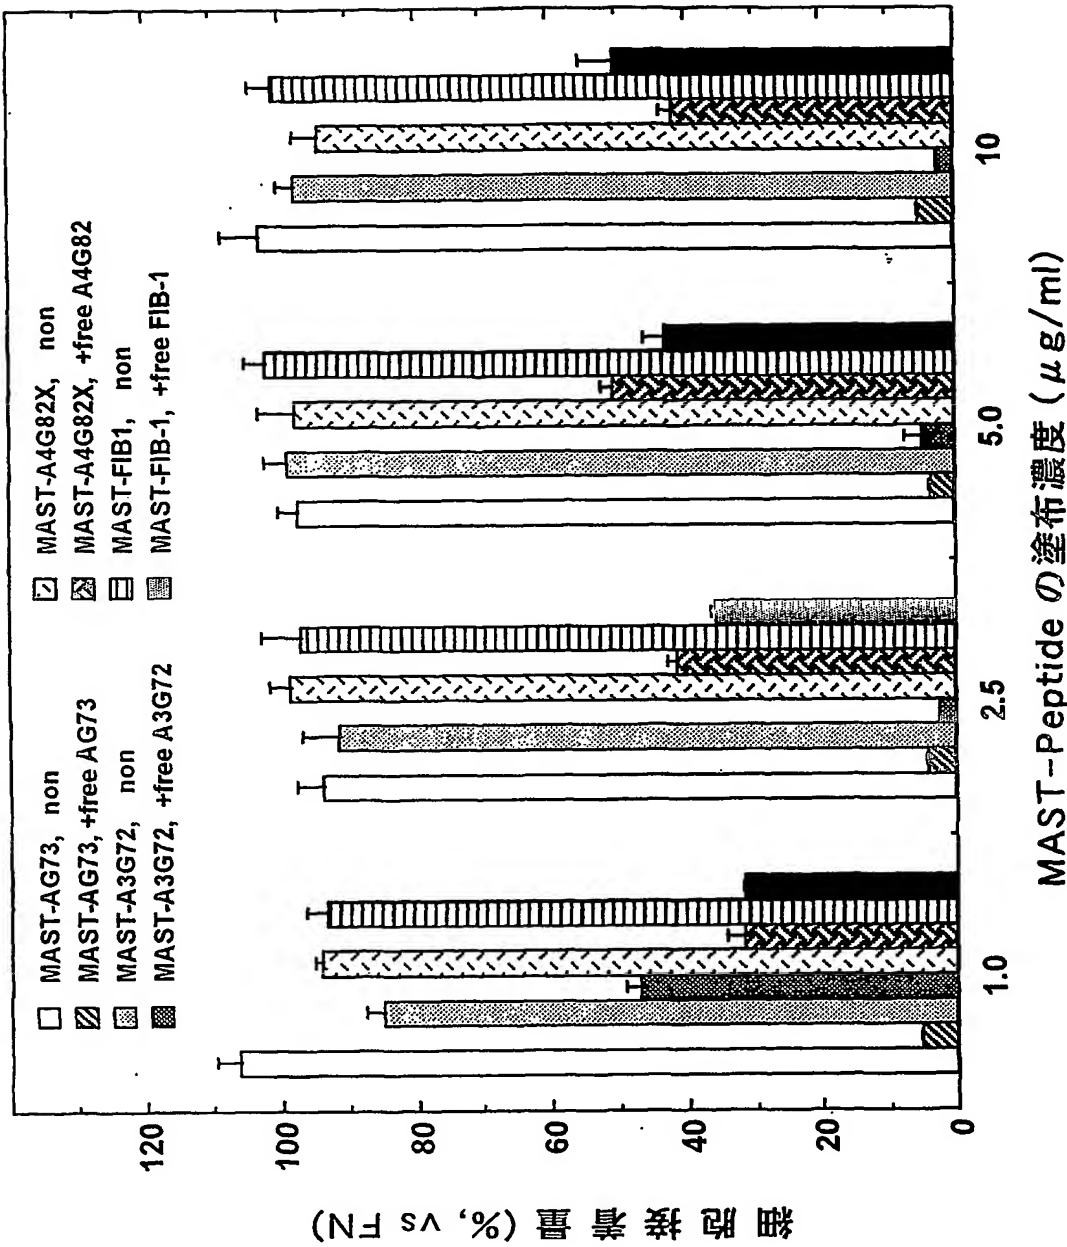 MAST-AG73, non
MAST-AG73, +free AG73
MAST-A3G72, non
MAST-A3G72, +free A3G72
MAST-A4G82X, non
MAST-A4G82X, +free A4G82
MAST-FIB1, non
MAST-FIB-1, +free FIB-1
細胞接着量 (%, vs FN)
120
100
80
60
40
20
0
1.0
2.5
5.0
10
MAST-Peptide の塗布濃度 (μg/ml)